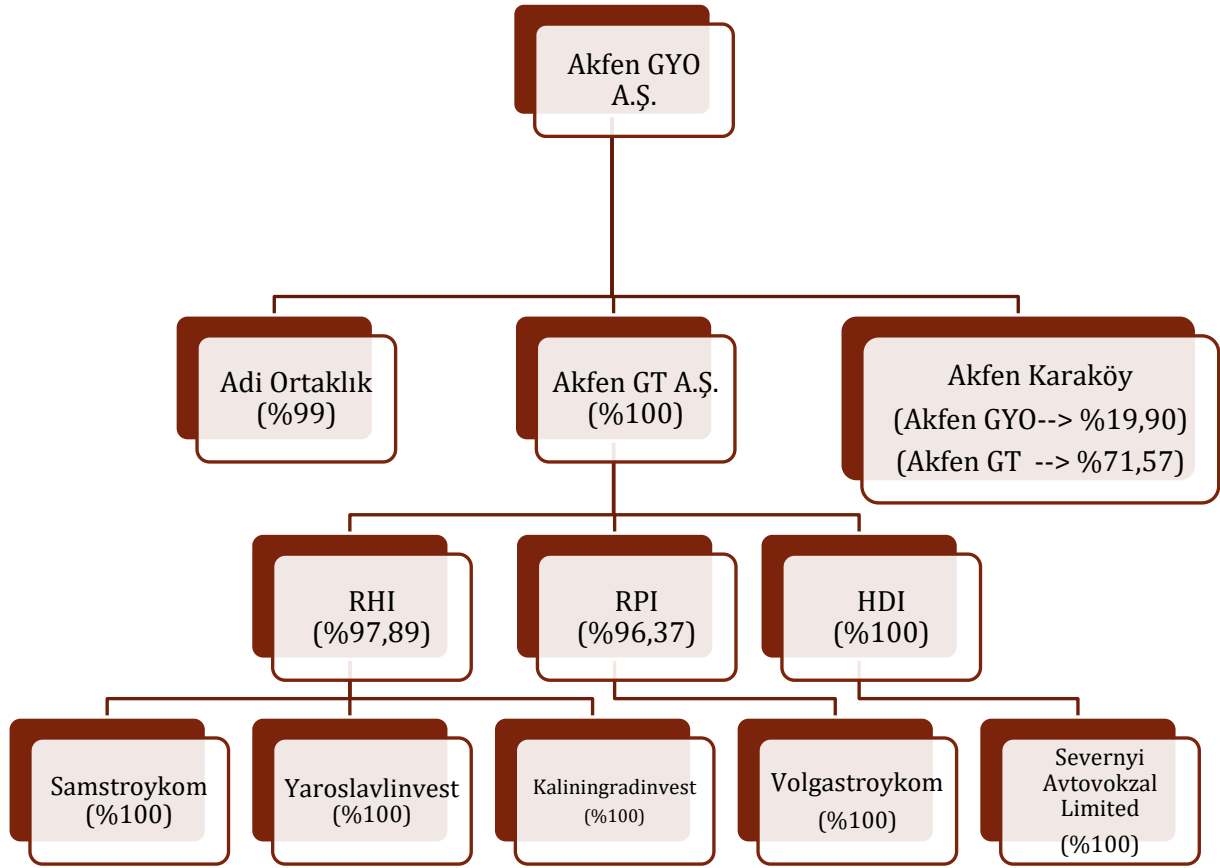 Akfen GYO
A.Ş.
Adi Ortaklık
(%99)
Akfen GT A.Ş.
(%100)
Akfen Karaköy
(Akfen GYO--> %19,90)
(Akfen GT --> %71,57)
RHI
(%97,89)
RPI
(%96,37)
HDI
(%100)
Samstroykom
(%100)
Yaroslavlinvest
(%100)
Kaliningradinvest
(%100)
Volgastroykom
(%100)
Severnyi
Avtovokzal
Limited
(%100)